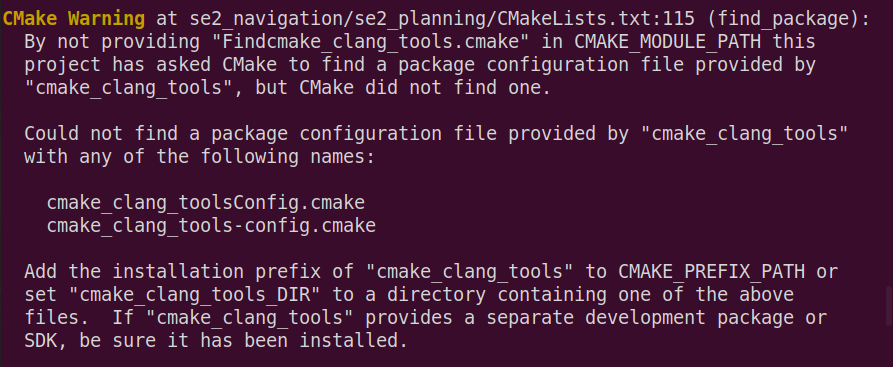 CMake Warning at se2_navigation/se2_planning/CMakeLists.txt:115 (find_package):
By not providing "Findcmake_clang_tools.cmake" in CMAKE_MODULE_PATH this
project has asked CMake to find a package configuration file provided by
"cmake_clang_tools", but CMake did not find one.
Could not find a package configuration file provided by "cmake_clang_tools"
with any of the following names:
cmake_clang_toolsConfig.cmake
cmake_clang_tools-config.cmake
Add the installation prefix of "cmake_clang_tools" to CMAKE_PREFIX_PATH or
set "cmake_clang_tools_DIR" to a directory containing one of the above
files.  If "cmake_clang_tools" provides a separate development package or
SDK, be sure it has been installed.